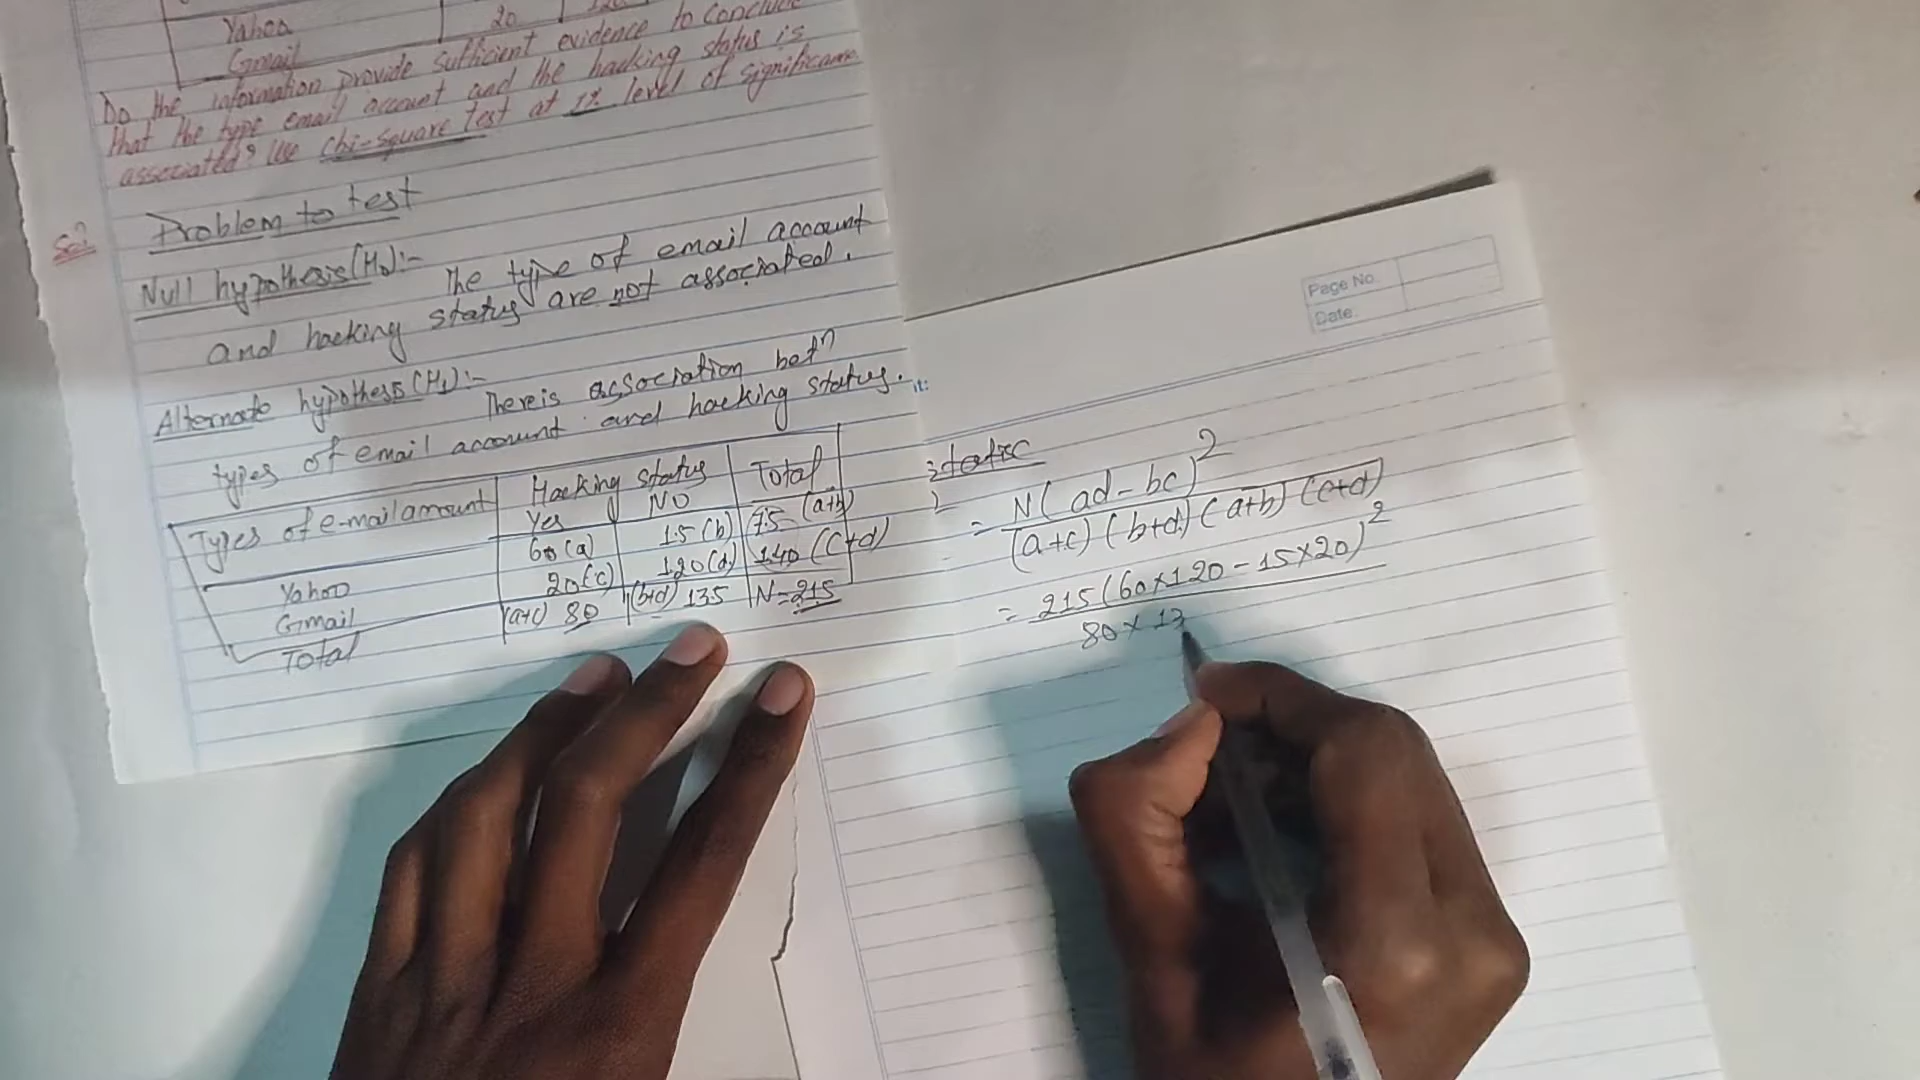 Yahoo 20 120
Gmail
Do the information provide sufficient evidence to conclude
that the type email account and the hacking status is
associated? Use chi-square test at 1% level of significance
Sol?
Problem to test
Null hypothesis (H₀):-
The type of email account
and hacking status are not associated.
Alternate hypothess (H₁):-
There is association betⁿ
types of email account and hacking status.
Types of e-mail amount Hacking status Total
Yes NO
Yahoo 60 (a) 15 (b) 75 (a+b)
Gmail 20 (c) 120 (d) 140 (c+d)
Total (a+c) 80 (b+d) 135 N = 215
Page No.
Date.
it:
static
= N( ad - bc )²
(a+c) (b+d) (a+b) (c+d)
= 215 (60×120 - 15×20)²
80 × 13